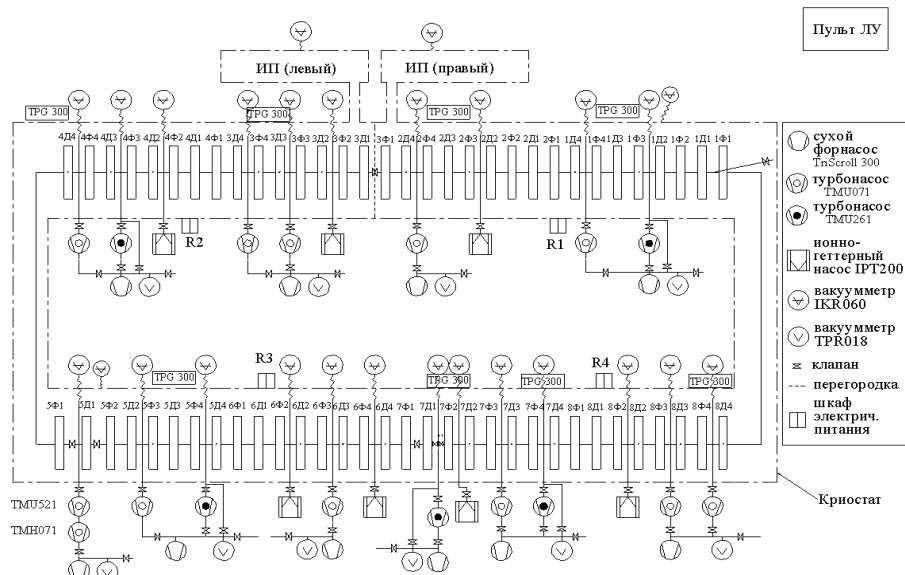 Пульт ЛУ
ИП (левый)
ИП (правый)
TPG 300
TPG 300
TPG 300
TPG 300
4Д4 4Ф4 4Д3 4Ф3 4Д2 4Ф2 4Д1 4Ф1 3Д4 3Ф4 3Д3 3Ф3 3Д2 3Ф2 3Д1 3Ф1 2Д4 2Ф4 2Д3 2Ф3 2Д2 2Ф2 2Д1 2Ф1 1Д4 1Ф4 1Д3 1Ф3 1Д2 1Ф2 1Д1 1Ф1
R2
R1
R3
R4
TPG 300
TPG 300
TPG 300
TPG 300
5Ф1 5Д1 5Ф2 5Д2 5Ф3 5Д3 5Ф4 5Д4 6Ф1 6Д1 6Ф2 6Д2 6Ф3 6Д3 6Ф4 6Д4 7Ф1 7Д1 7Ф2 7Д2 7Ф3 7Д3 7Ф4 7Д4 8Ф1 8Д1 8Ф2 8Д2 8Ф3 8Д3 8Ф4 8Д4
TMU521
TMH071
Криостат
сухой
форнасос
TriScroll 300
турбонасос
TMU071
турбонасос
TMU261
ионно-
геттерный
насос IPT200
вакуумметр
IKR060
вакуумметр
TPR018
клапан
перегородка
шкаф
электрич.
питания